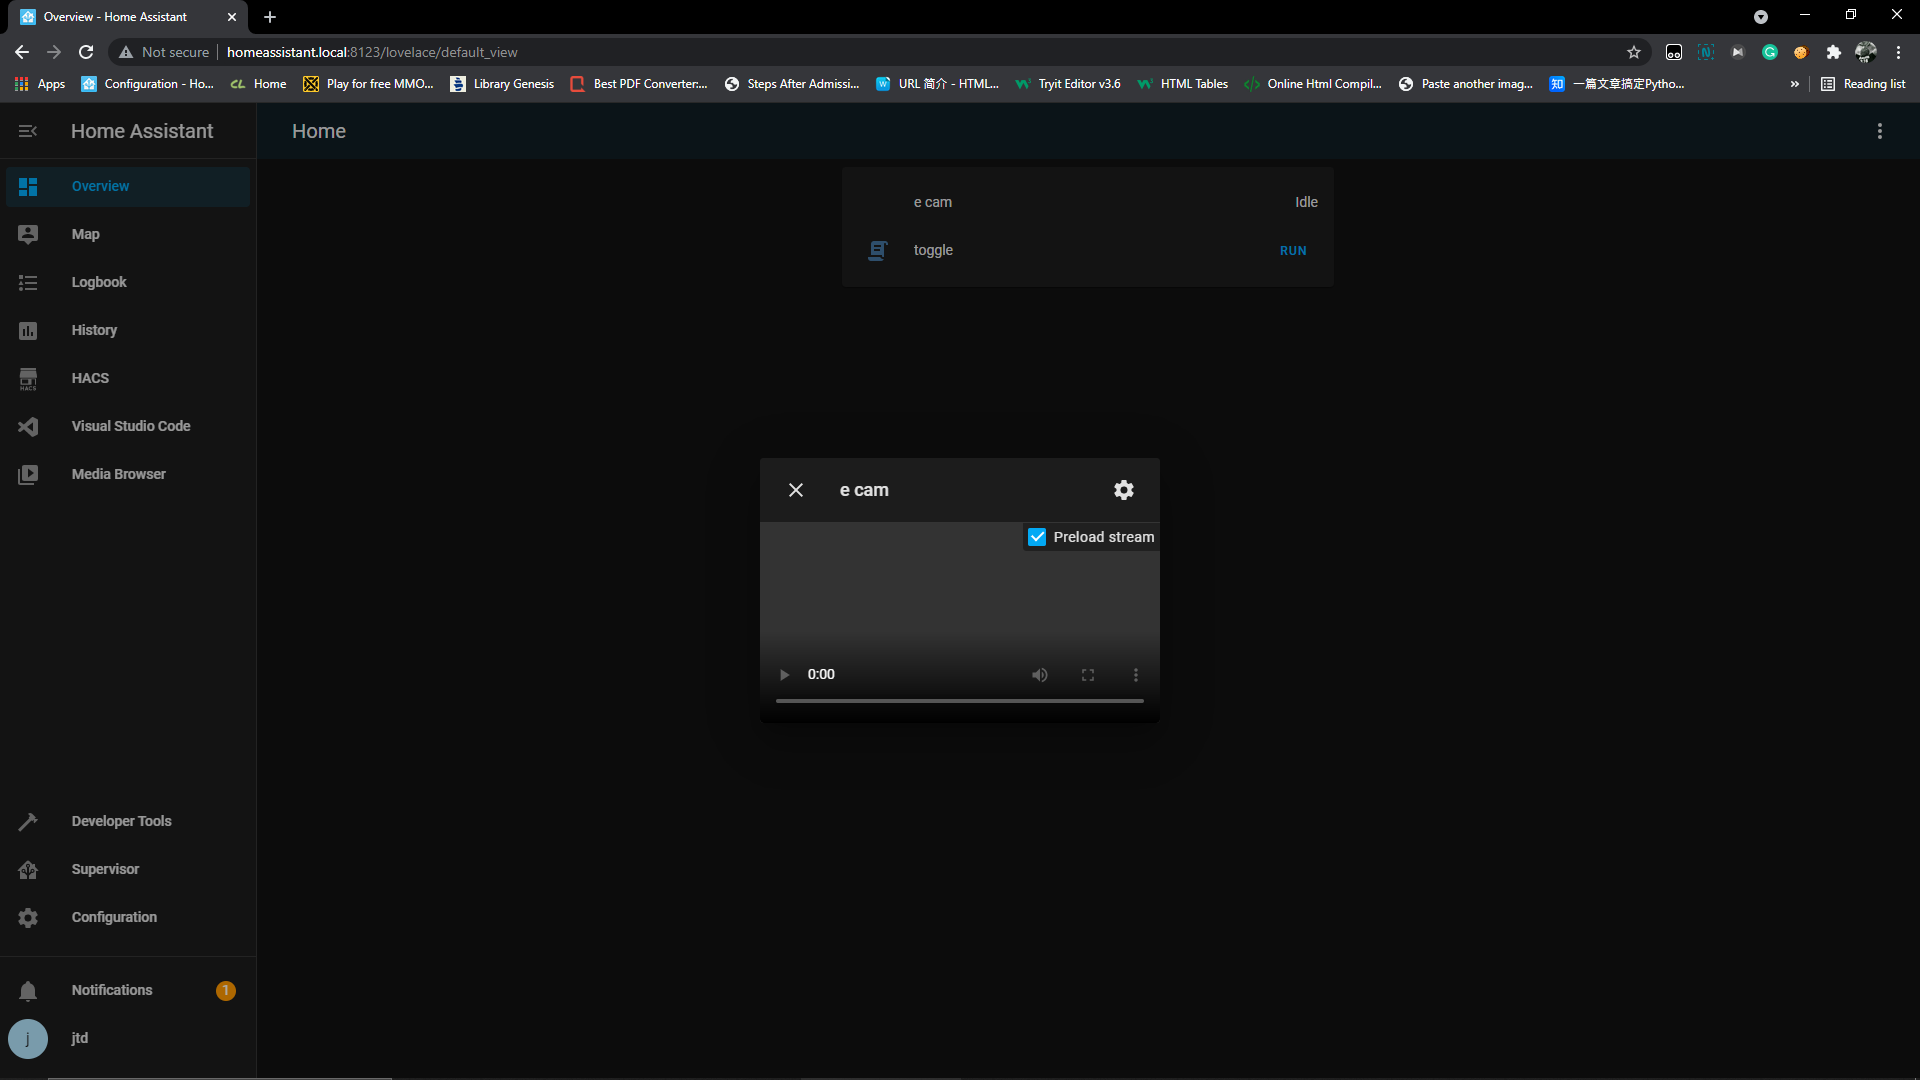 Overview - Home Assistant
Not secure homeassistant.local:8123/lovelace/default_view
Apps Configuration - Ho... CL Home Play for free MMO... Library Genesis Best PDF Converter:... Steps After Admissi... URL 简介 - HTML... Tryit Editor v3.6 HTML Tables Online Html Compil... Paste another imag... 知 一篇文章搞定Pytho... » Reading list
Home Assistant
Home
Overview
Map
Logbook
History
HACS
Visual Studio Code
Media Browser
Developer Tools
Supervisor
Configuration
Notifications 1
j jtd
e cam Idle
toggle RUN
e cam
Preload stream
0:00